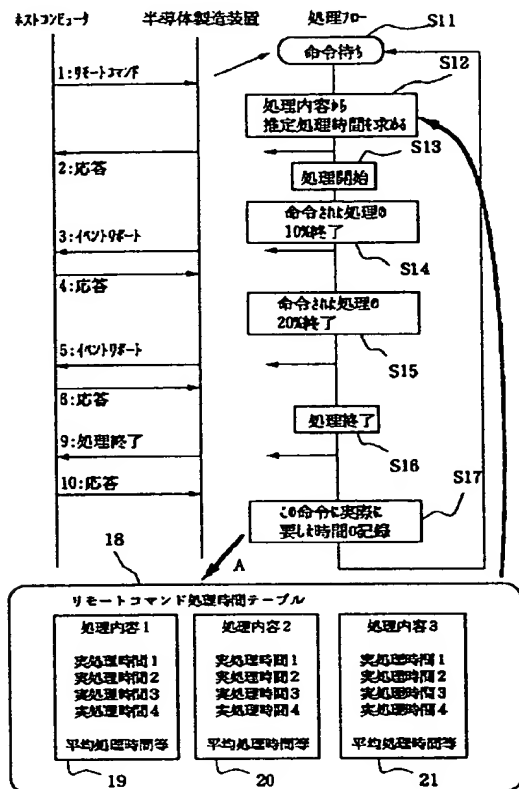 ホストコンピュータ 半導体製造装置 処理フロー
S11
命令待ち
1:リモートコマンド
S12
処理内容から
推定処理時間を求める
S13
2:応答
処理開始
3:イベントリポート
命令された処理の
10%終了
S14
4:応答
命令された処理の
20%終了
5:イベントリポート
S15
8:応答
処理終了
9:処理終了
S16
10:応答
S17
この命令に実際に
要した時間の記録
18
A
リモートコマンド処理時間テーブル
処理内容1
実処理時間1
実処理時間2
実処理時間3
実処理時間4
平均処理時間等
19
処理内容2
実処理時間1
実処理時間2
実処理時間3
実処理時間4
平均処理時間等
20
処理内容3
実処理時間1
実処理時間2
実処理時間3
実処理時間4
平均処理時間等
21